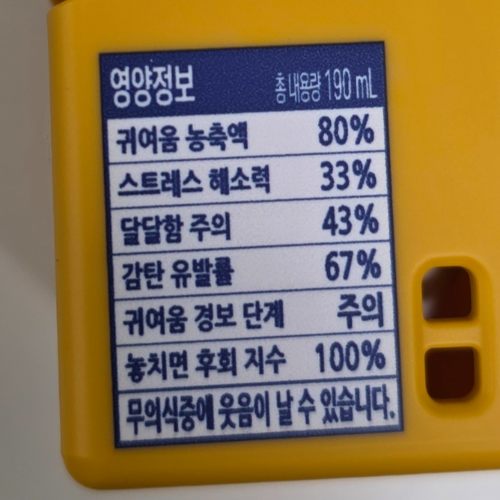 영양정보 총 내용량 190 mL
귀여움 농축액 80%
스트레스 해소력 33%
달달함 주의 43%
감탄 유발률 67%
귀여움 경보 단계 주의
놓치면 후회 지수 100%
무의식중에 웃음이 날 수 있습니다.